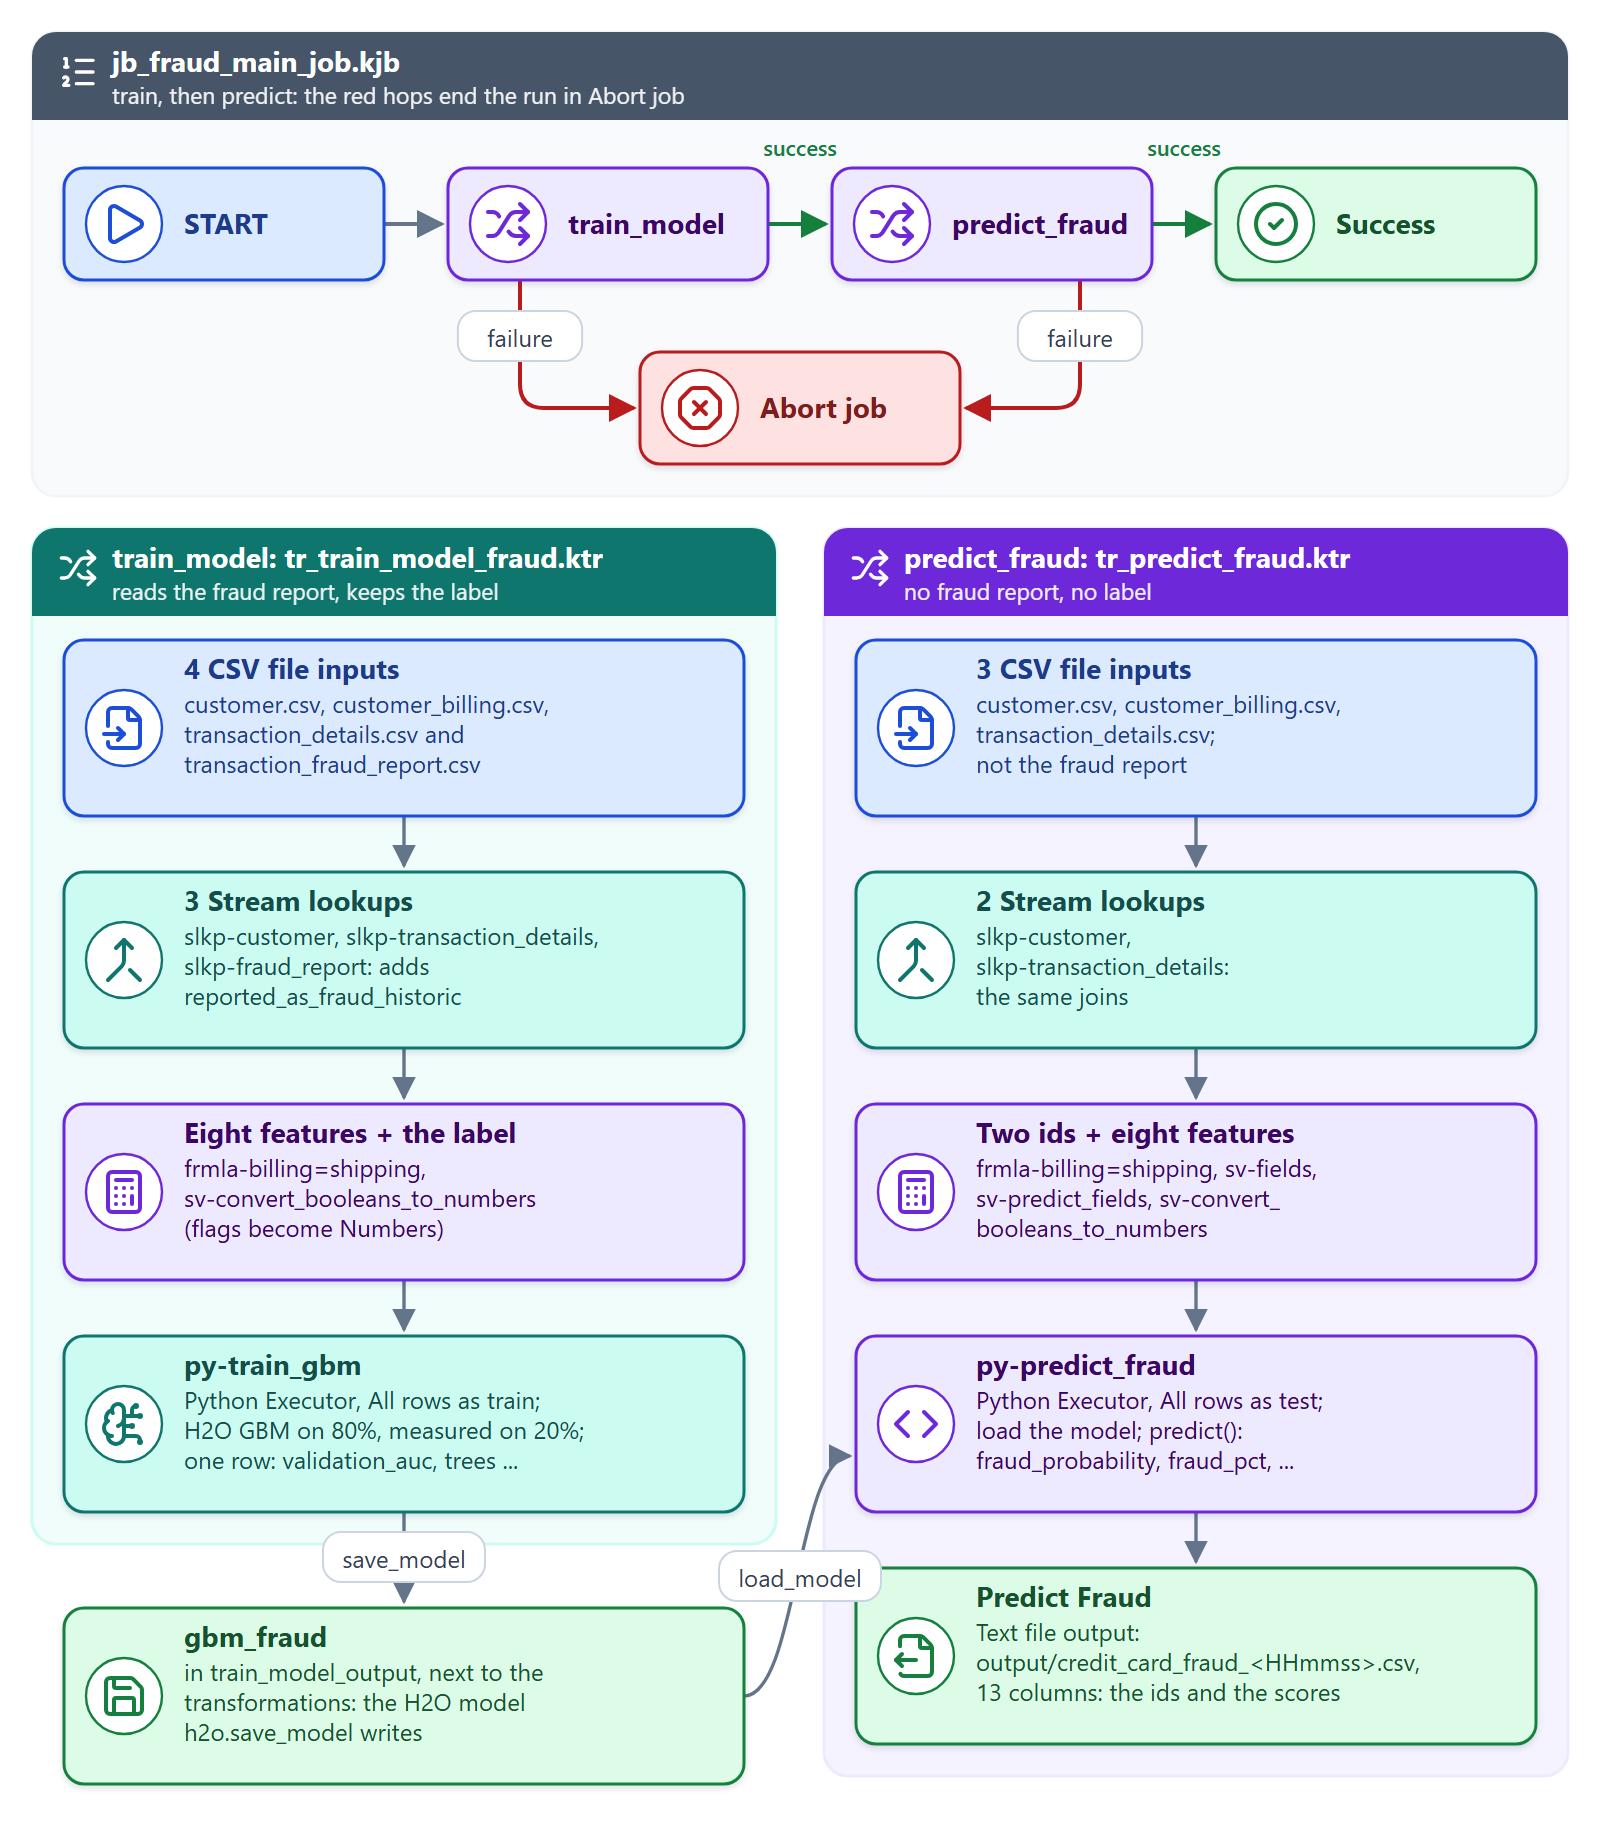 jb_fraud_main_job.kjb
train, then predict: the red hops end the run in Abort job
success
success
START
train_model
predict_fraud
Success
failure
failure
Abort job
train_model: tr_train_model_fraud.ktr
reads the fraud report, keeps the label
4 CSV file inputs
customer.csv, customer_billing.csv,
transaction_details.csv and
transaction_fraud_report.csv
3 Stream lookups
slkp-customer, slkp-transaction_details,
slkp-fraud_report: adds
reported_as_fraud_historic
Eight features + the label
frmla-billing=shipping,
sv-convert_booleans_to_numbers
(flags become Numbers)
py-train_gbm
Python Executor, All rows as train;
H2O GBM on 80%, measured on 20%;
one row: validation_auc, trees ...
save_model
gbm_fraud
in train_model_output, next to the
transformations: the H2O model
h2o.save_model writes
load_model
predict_fraud: tr_predict_fraud.ktr
no fraud report, no label
3 CSV file inputs
customer.csv, customer_billing.csv,
transaction_details.csv;
not the fraud report
2 Stream lookups
slkp-customer,
slkp-transaction_details:
the same joins
Two ids + eight features
frmla-billing=shipping, sv-fields,
sv-predict_fields, sv-convert_
booleans_to_numbers
py-predict_fraud
Python Executor, All rows as test;
load the model; predict():
fraud_probability, fraud_pct, ...
Predict Fraud
Text file output:
output/credit_card_fraud_<HHmmss>.csv,
13 columns: the ids and the scores